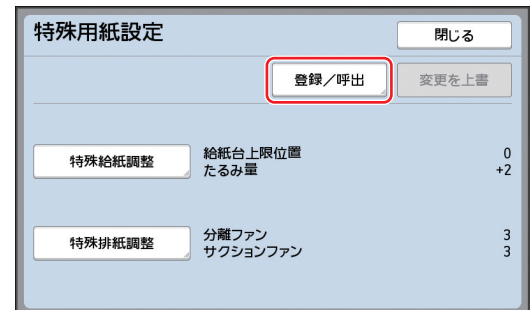 特殊用紙設定
閉じる
登録／呼出
変更を上書
特殊給紙調整
給紙台上限位置 0
たるみ量 +2
特殊排紙調整
分離ファン 3
サクションファン 3